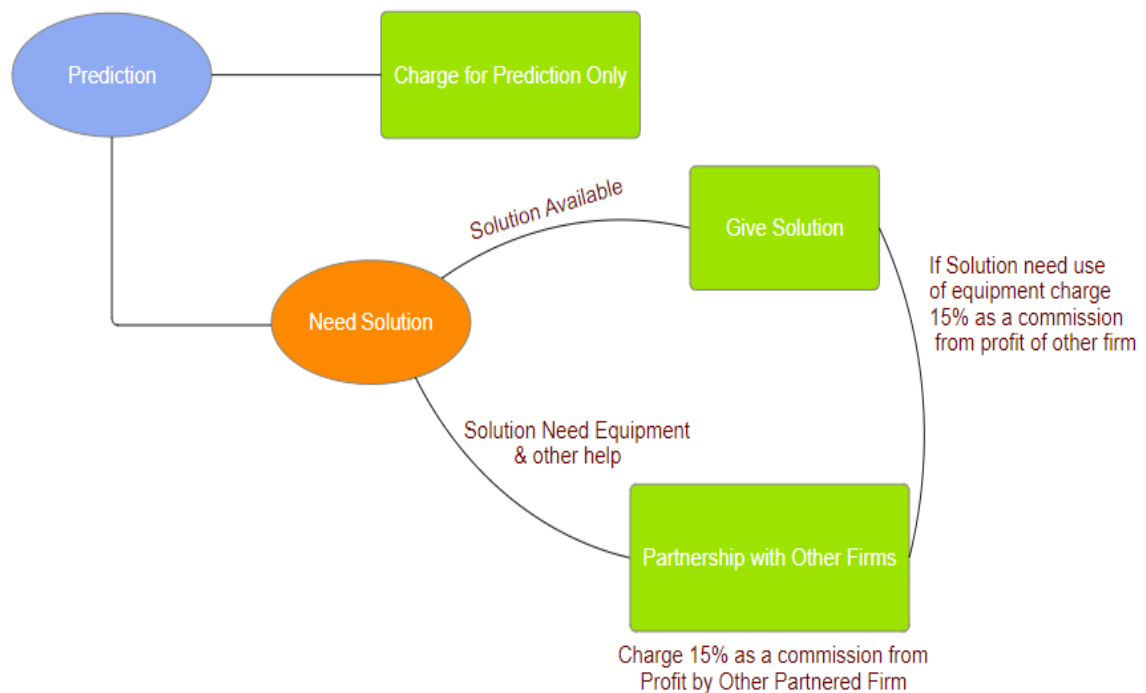 Prediction
Charge for Prediction Only
Solution Available
Give Solution
If Solution need use
of equipment charge
15% as a commission
from profit of other firm
Need Solution
Solution Need Equipment
& other help
Partnership with Other Firms
Charge 15% as a commission from
Profit by Other Partnered Firm